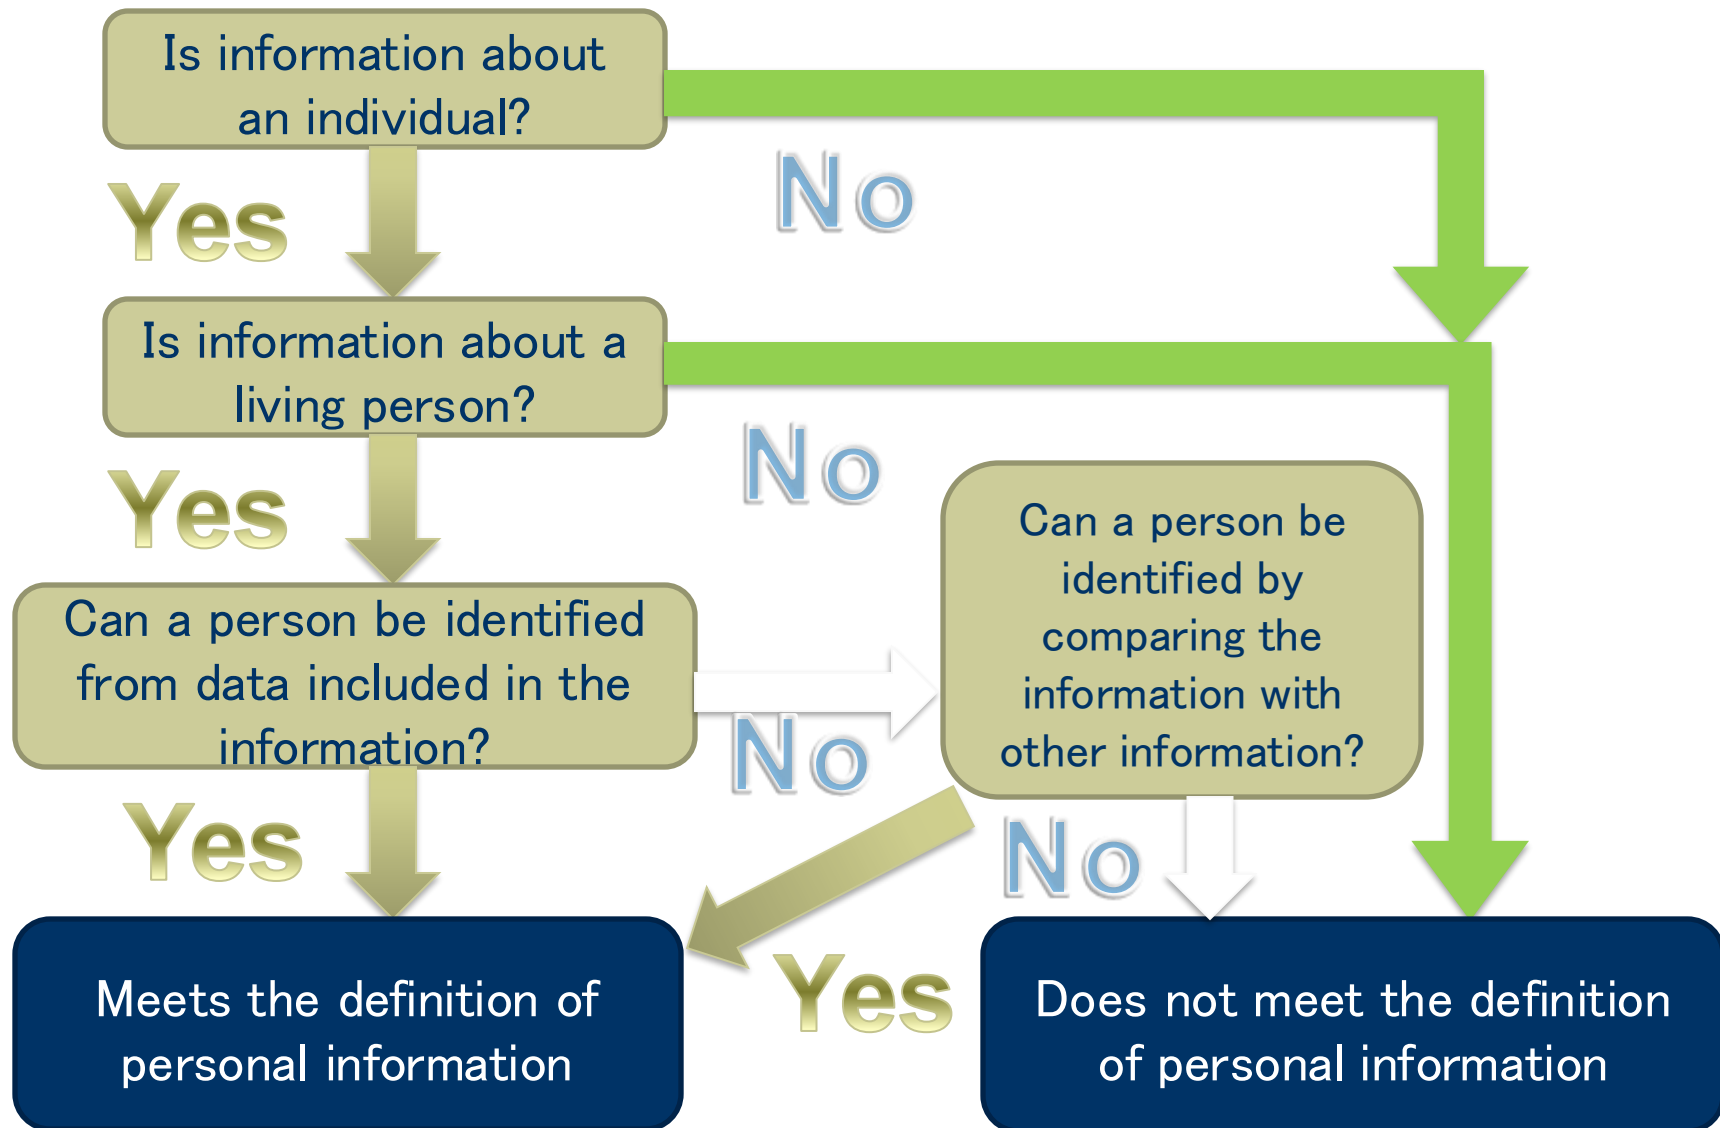 Is information about
an individual?
No
Yes
Is information about a
living person?
No
Yes
Can a person be
identified by
comparing the
information with
other information?
Can a person be identified
from data included in the
information?
No
Yes
No
Yes
Meets the definition of
personal information
Does not meet the definition
of personal information